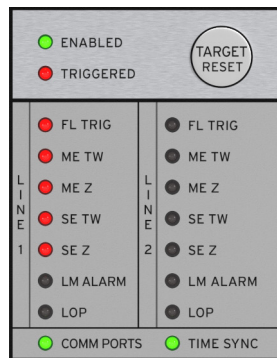 ENABLED
TRIGGERED
TARGET
RESET
LINE 1
FL TRIG
ME TW
ME Z
SE TW
SE Z
LM ALARM
LOP
LINE 2
FL TRIG
ME TW
ME Z
SE TW
SE Z
LM ALARM
LOP
COMM PORTS
TIME SYNC